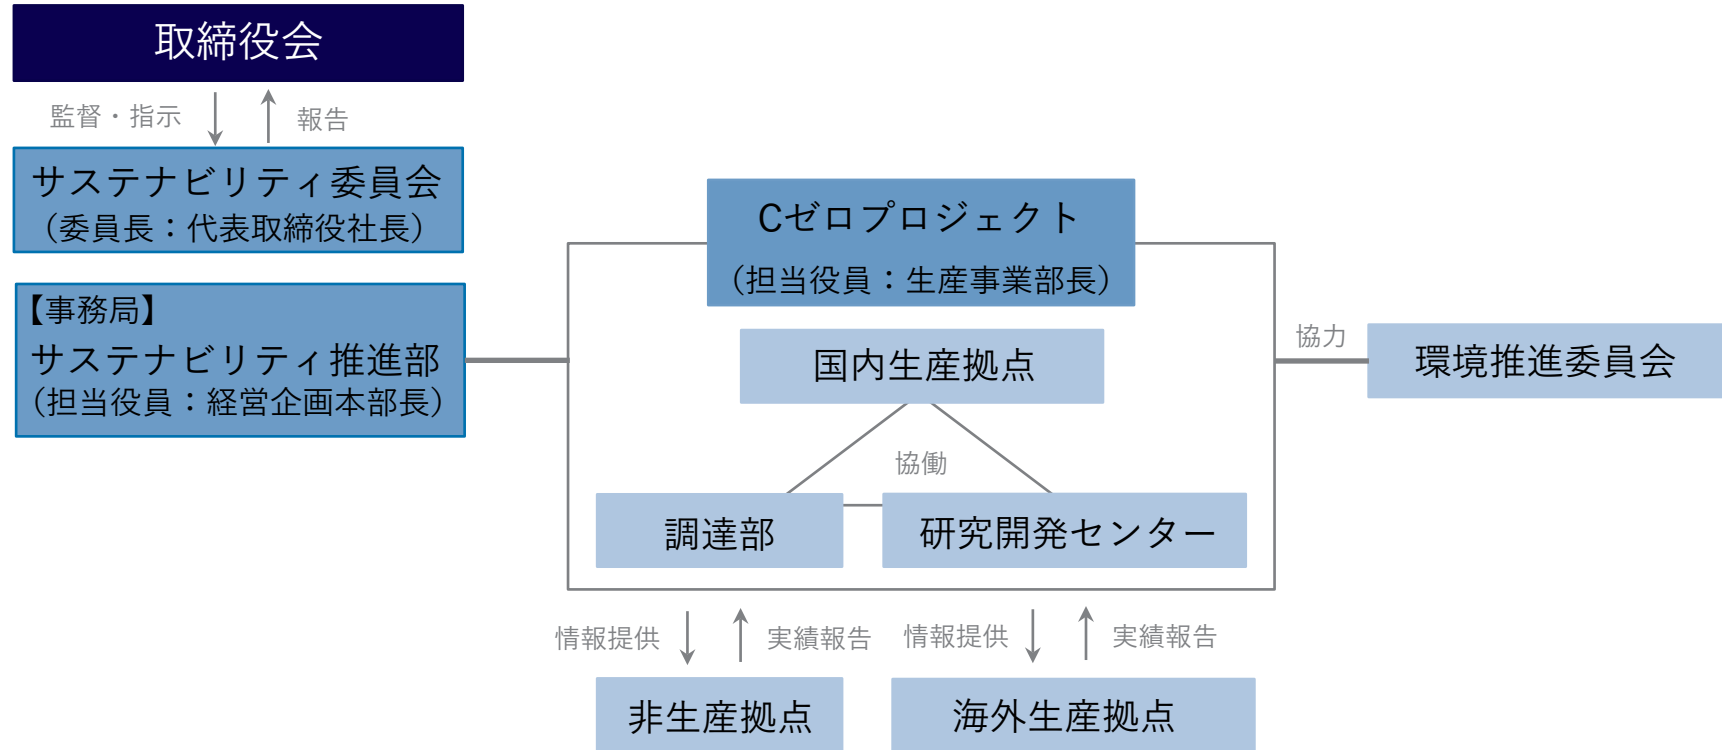 取締役会
監督・指示
報告
サステナビリティ委員会
（委員長：代表取締役社長）
【事務局】
サステナビリティ推進部
（担当役員：経営企画本部長）
Cゼロプロジェクト
（担当役員：生産事業部長）
国内生産拠点
協働
調達部
研究開発センター
協力
環境推進委員会
情報提供
実績報告
情報提供
実績報告
非生産拠点
海外生産拠点